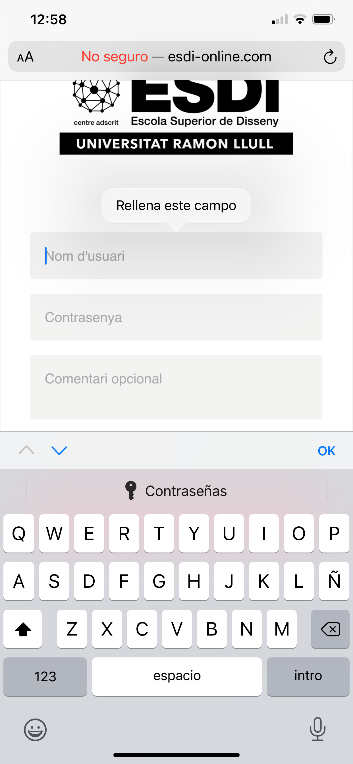 12:58
AA No seguro — esdi-online.com
ESDI
centre adscrit Escola Superior de Disseny
UNIVERSITAT RAMON LLULL
Rellena este campo
Nom d'usuari
Contrasenya
Comentari opcional
OK
Contraseñas
Q W E R T Y U I O P
A S D F G H J K L Ñ
Z X C V B N M
123 espacio intro